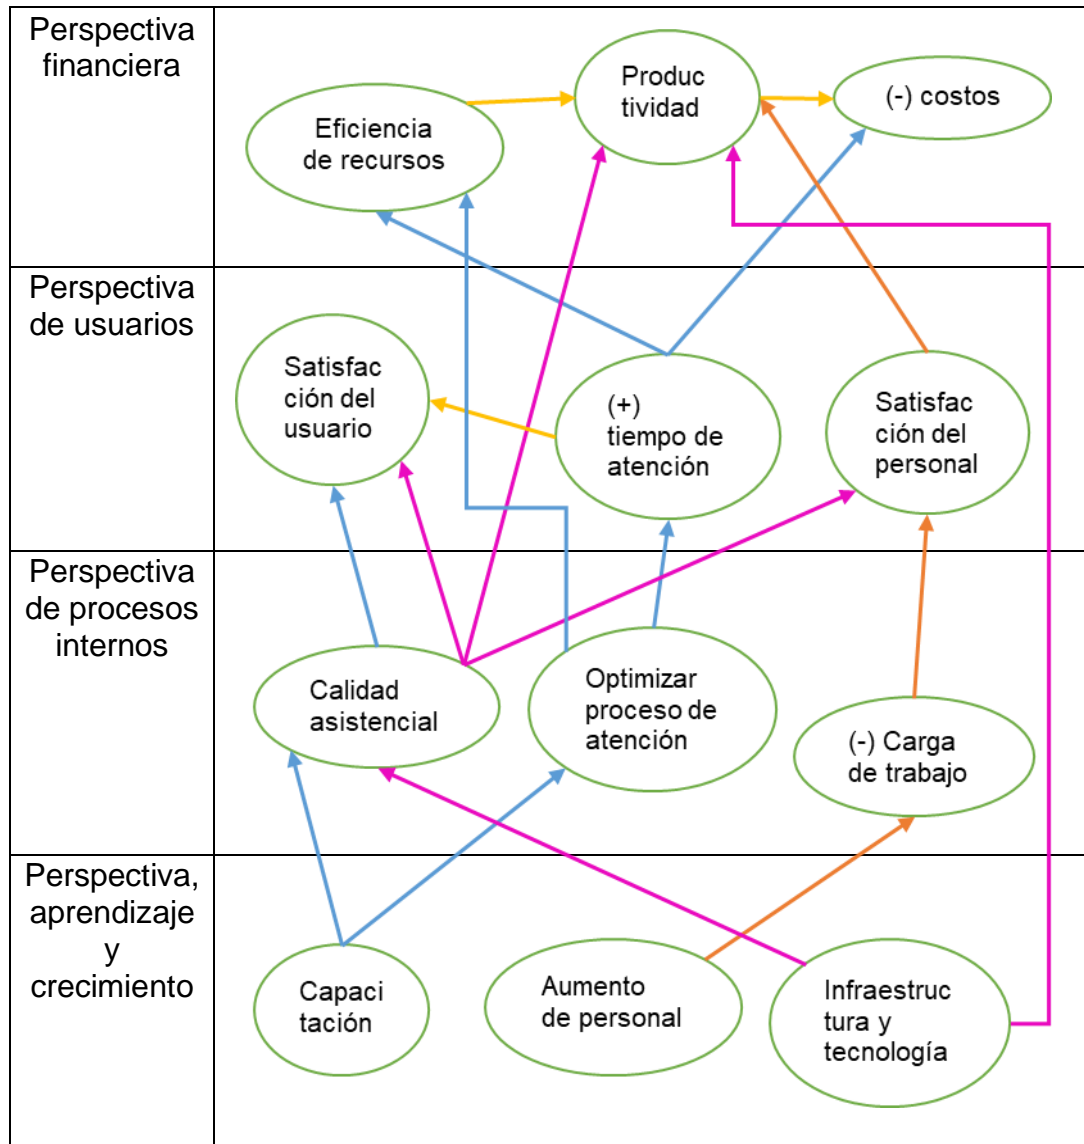 Perspectiva
financiera
Eficiencia
de recursos
Produc
tividad
(-) costos
Perspectiva
de usuarios
Satisfac
ción del
usuario
(+)
tiempo de
atención
Satisfac
ción del
personal
Perspectiva
de procesos
internos
Calidad
asistencial
Optimizar
proceso de
atención
(-) Carga
de trabajo
Perspectiva,
aprendizaje
y
crecimiento
Capaci
tación
Aumento
de personal
Infraestruc
tura y
tecnología